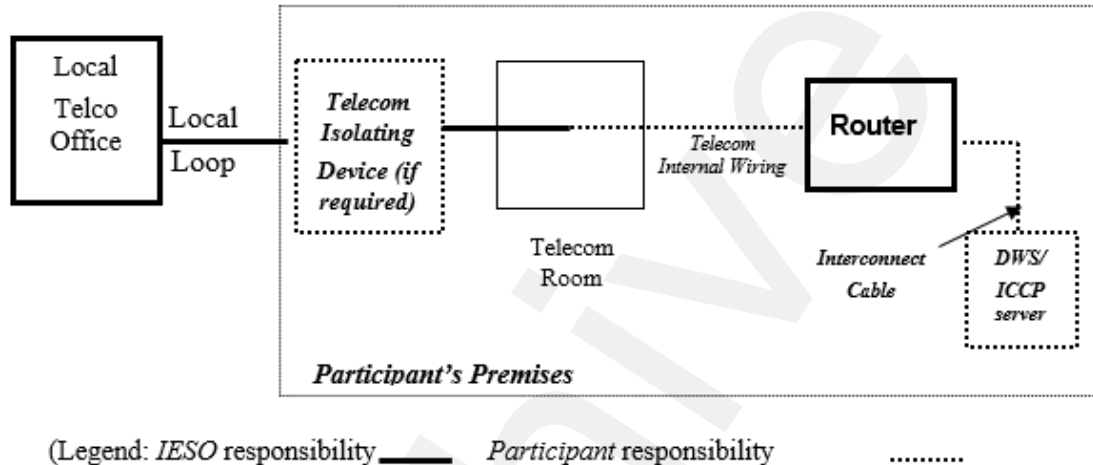 Local
Telco
Office
Local
Loop
Telecom
Isolating
Device (if
required)
Telecom
Room
Telecom
Internal Wiring
Router
Interconnect
Cable
DWS/
ICCP
server
Participant's Premises
(Legend: IESO responsibility Participant responsibility